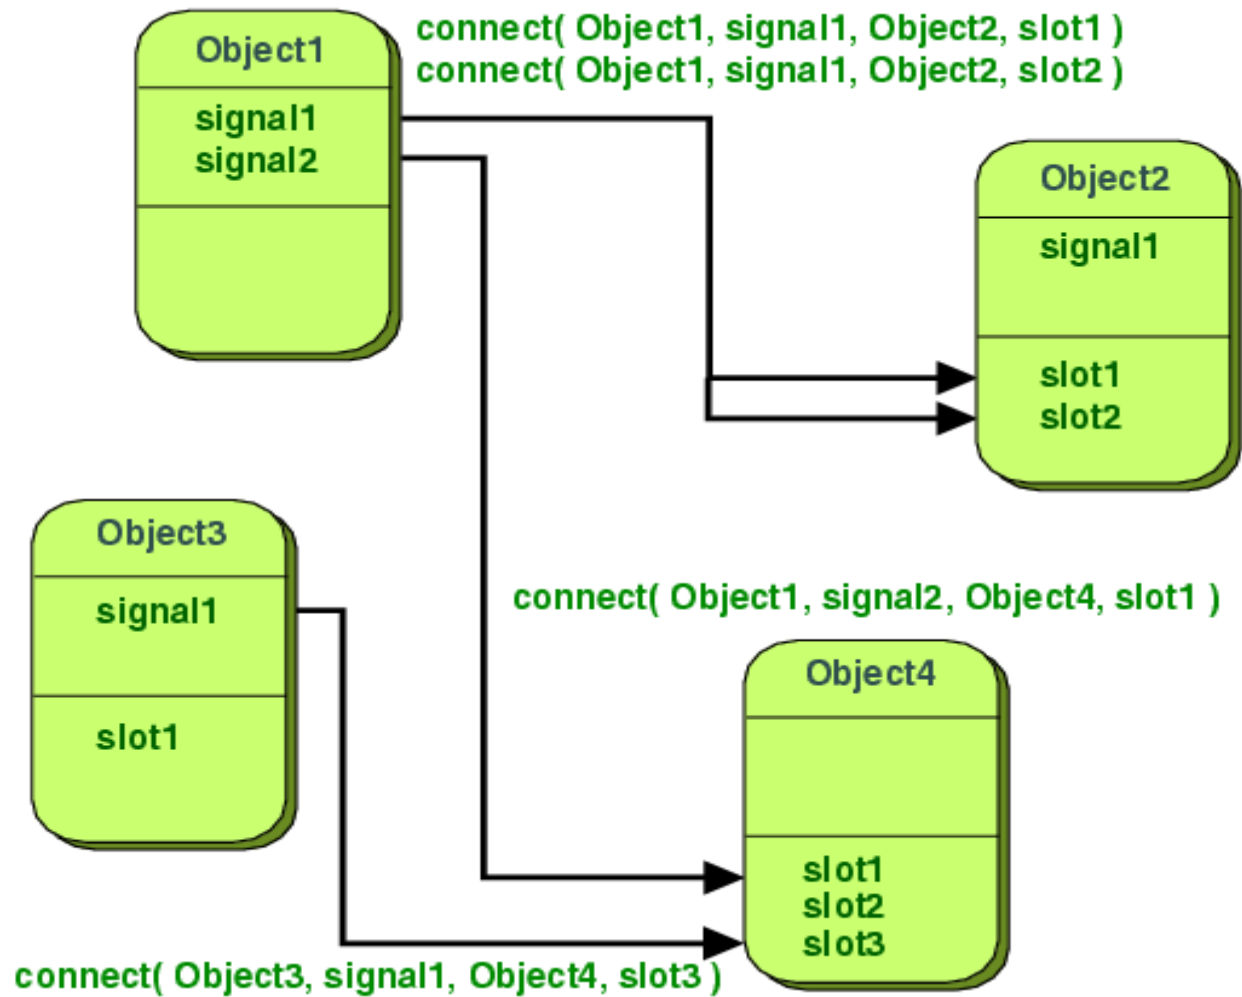 Object1
signal1
signal2
connect( Object1, signal1, Object2, slot1 )
connect( Object1, signal1, Object2, slot2 )
Object2
signal1
slot1
slot2
Object3
signal1
slot1
connect( Object1, signal2, Object4, slot1 )
Object4
slot1
slot2
slot3
connect( Object3, signal1, Object4, slot3 )